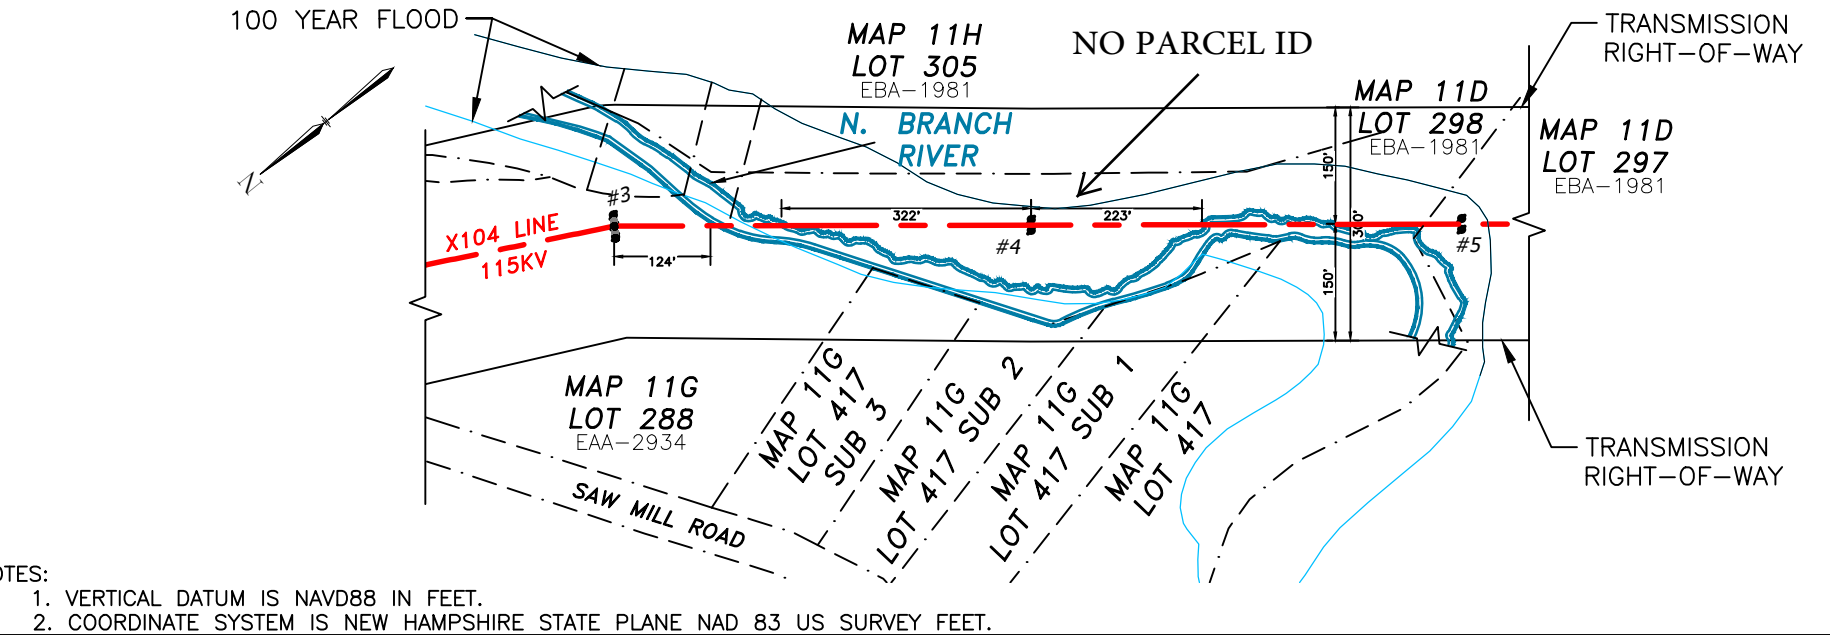 100 YEAR FLOOD
MAP 11H
LOT 305
EBA-1981
NO PARCEL ID
TRANSMISSION
RIGHT-OF-WAY
MAP 11D
LOT 298
EBA-1981
MAP 11D
LOT 297
EBA-1981
N. BRANCH
RIVER
N
#3
X104 LINE
115KV
124'
322'
#4
223'
150'
300'
150'
#5
MAP 11G
LOT 288
EAA-2934
MAP 11G
LOT 417
SUB 3
MAP 11G
LOT 417 SUB 2
MAP 11G
LOT 417 SUB 1
MAP 11G
LOT 417
SAW MILL ROAD
TRANSMISSION
RIGHT-OF-WAY
OTES:
1. VERTICAL DATUM IS NAVD88 IN FEET.
2. COORDINATE SYSTEM IS NEW HAMPSHIRE STATE PLANE NAD 83 US SURVEY FEET.